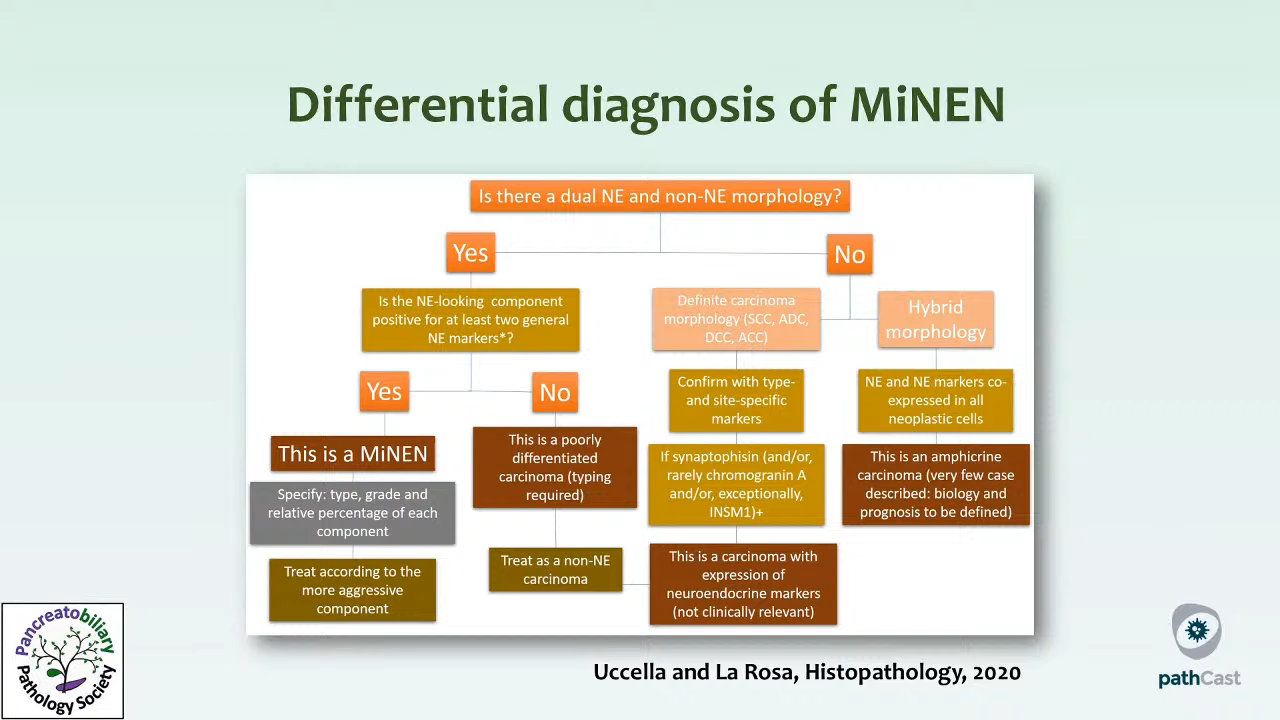 Differential diagnosis of MiNEN
Is there a dual NE and non-NE morphology?
Yes
No
Is the NE-looking component
positive for at least two general
NE markers*?
Definite carcinoma
morphology (SCC, ADC,
DCC, ACC)
Hybrid
morphology
Yes
No
Confirm with type-
and site-specific
markers
NE and NE markers co-
expressed in all
neoplastic cells
This is a MiNEN
This is a poorly
differentiated
carcinoma (typing
required)
If synaptophisin (and/or,
rarely chromogranin A
and/or, exceptionally,
INSM1)+
This is an amphicrine
carcinoma (very few case
described: biology and
prognosis to be defined)
Specify: type, grade and
relative percentage of each
component
Treat according to the
more aggressive
component
Treat as a non-NE
carcinoma
This is a carcinoma with
expression of
neuroendocrine markers
(not clinically relevant)
Uccella and La Rosa, Histopathology, 2020
Pancreatobiliary
Pathology Society
pathCast